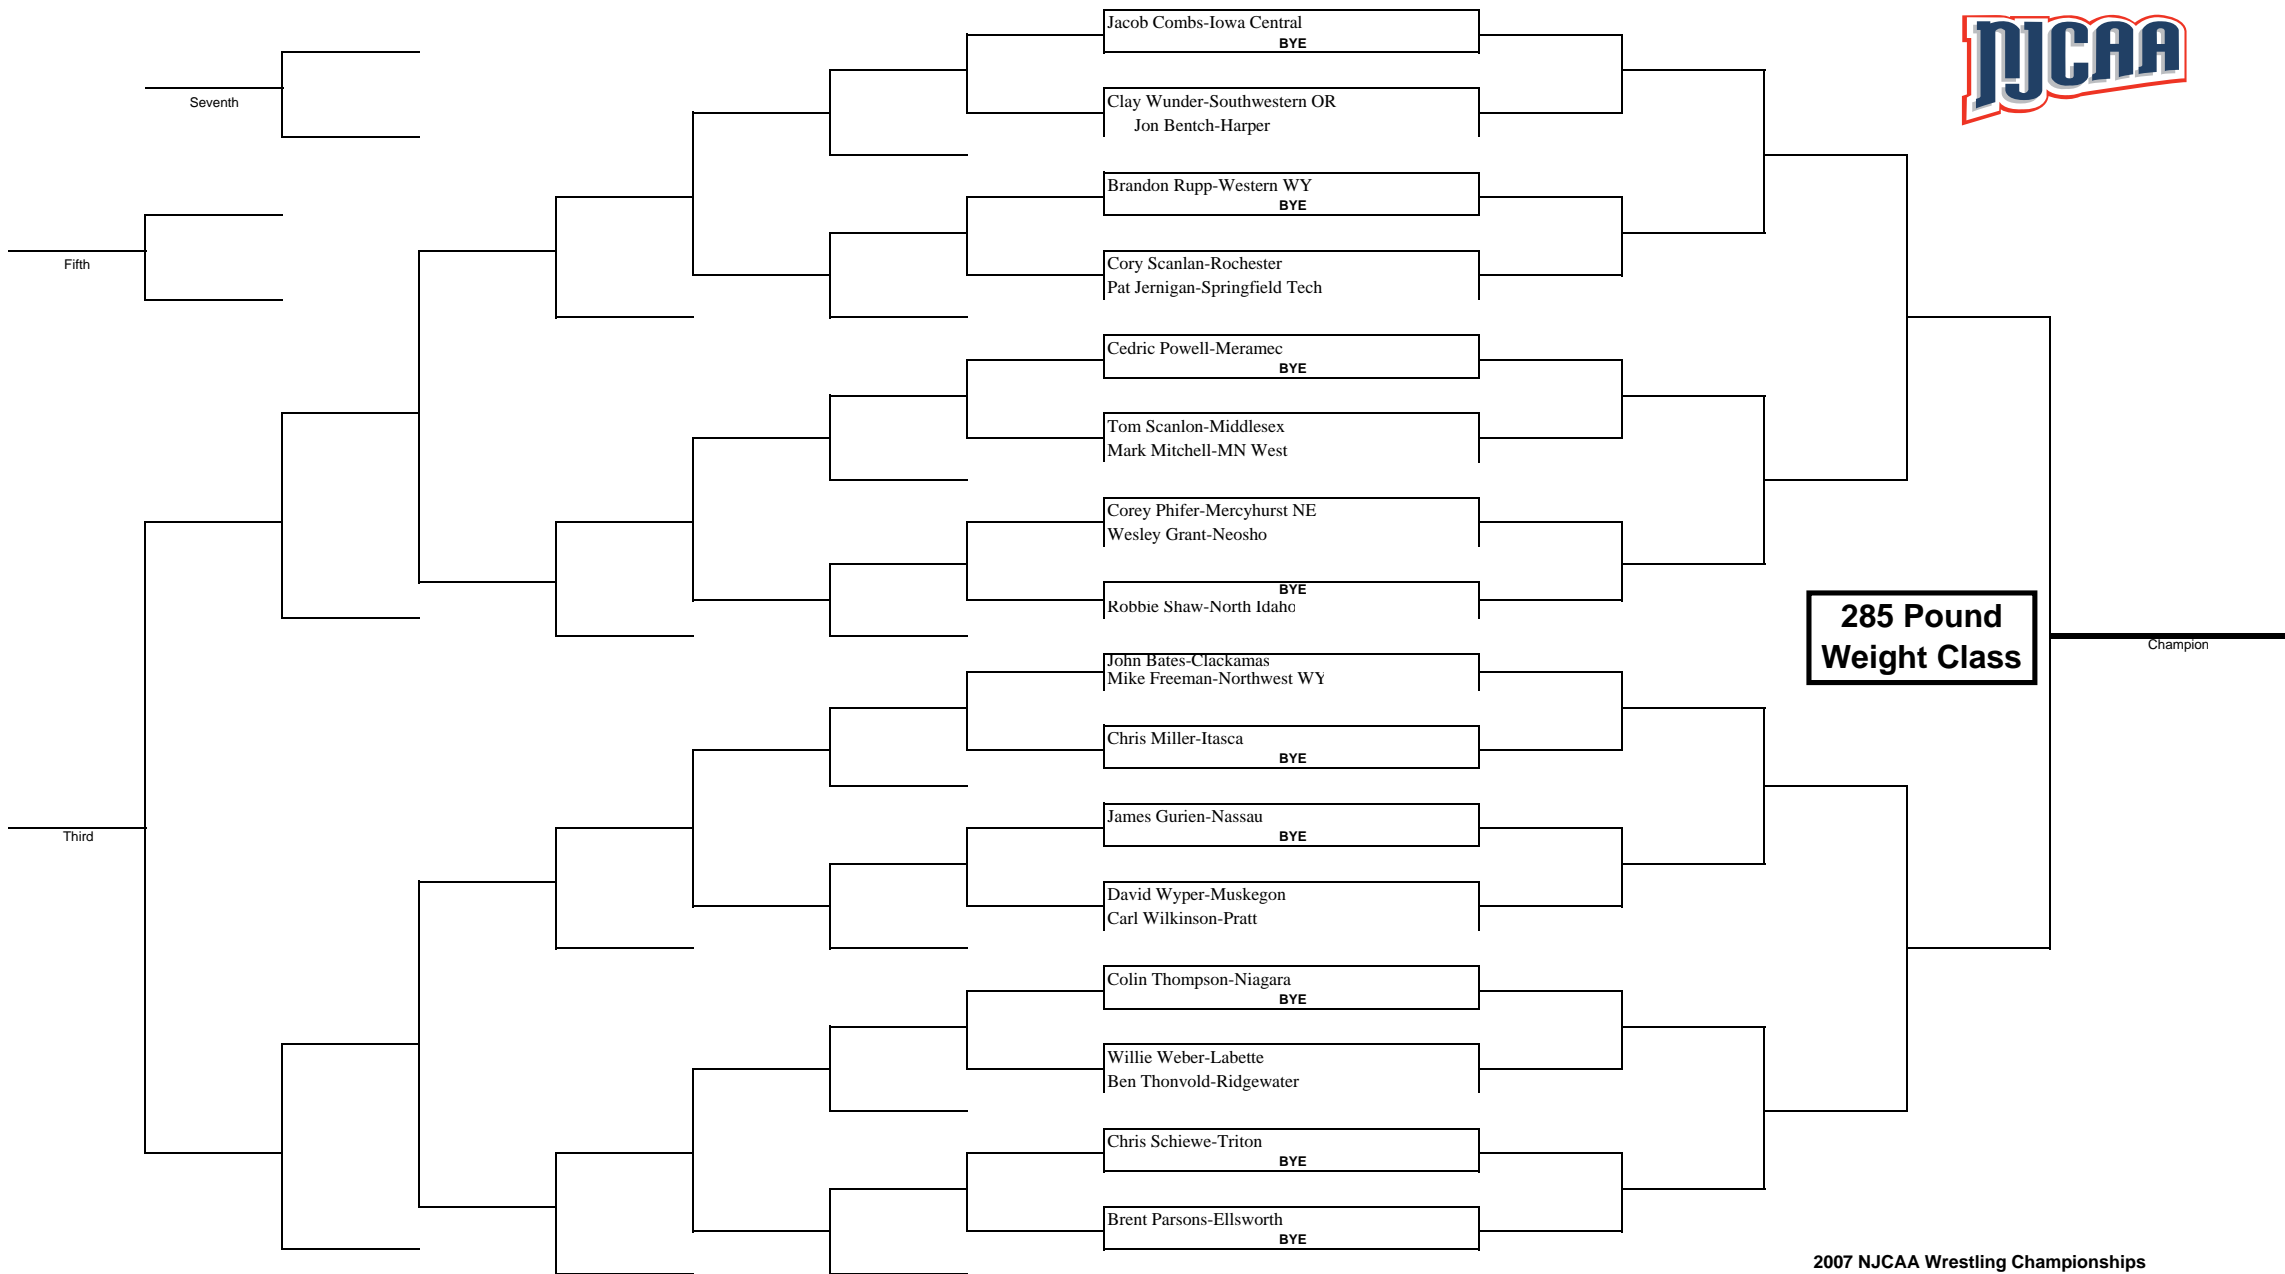 Jacob Combs-Iowa Central
BYE
NJCAA
Seventh
Clay Wunder-Southwestern OR
Jon Bentch-Harper
Brandon Rupp-Western WY
BYE
Fifth
Cory Scanlan-Rochester
Pat Jernigan-Springfield Tech
Cedric Powell-Meramec
BYE
Tom Scanlon-Middlesex
Mark Mitchell-MN West
Corey Phifer-Mercyhurst NE
Wesley Grant-Neosho
BYE
Robbie Shaw-North Idaho
285 Pound
Weight Class
Champion
John Bates-Clackamas
Mike Freeman-Northwest WY
Chris Miller-Itasca
BYE
James Gurien-Nassau
BYE
Third
David Wyper-Muskegon
Carl Wilkinson-Pratt
Colin Thompson-Niagara
BYE
Willie Weber-Labette
Ben Thonvold-Ridgewater
Chris Schiewe-Triton
BYE
Brent Parsons-Ellsworth
BYE
2007 NJCAA Wrestling Championships